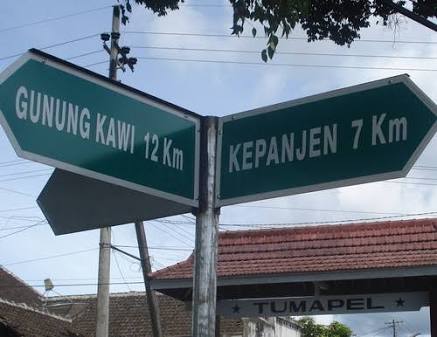 GUNUNG KAWI 12 Km
KEPANJEN 7 Km
★ TUMAPEL ★